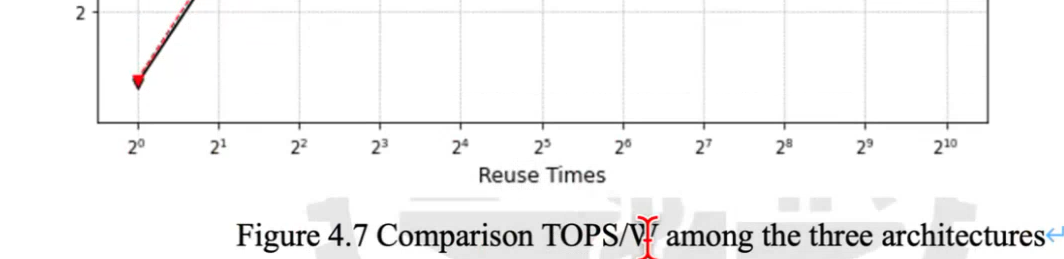 2
2⁰ 2¹ 2² 2³ 2⁴ 2⁵ 2⁶ 2⁷ 2⁸ 2⁹ 2¹⁰
Reuse Times
Figure 4.7 Comparison TOPS/W among the three architectures